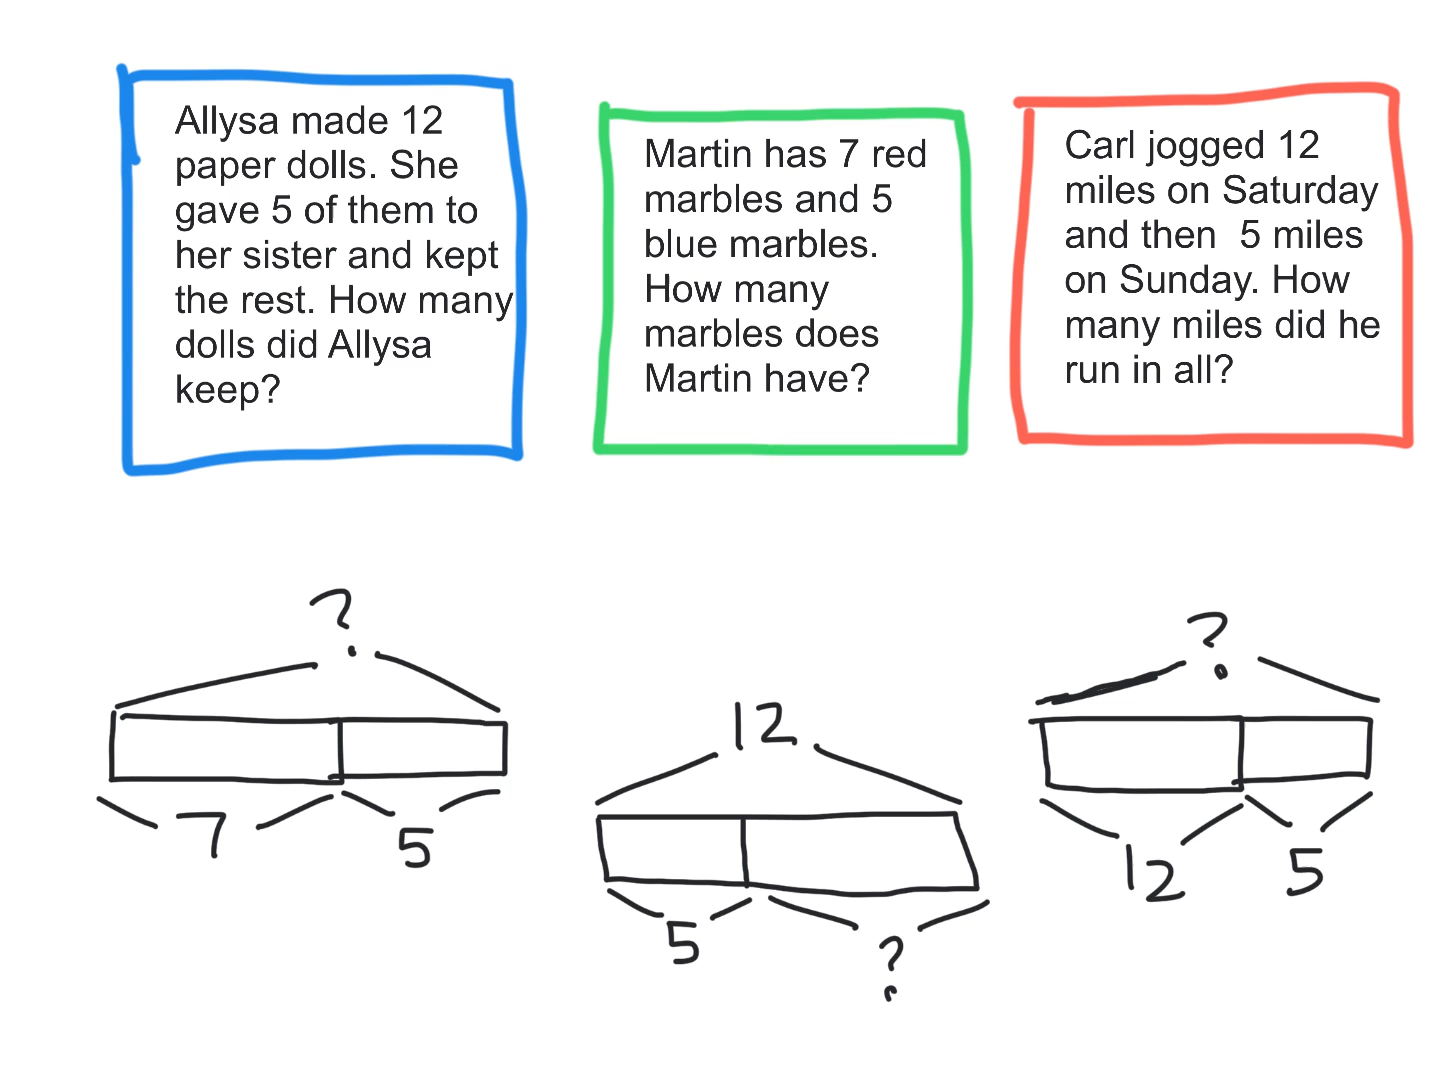 Allysa made 12
paper dolls. She
gave 5 of them to
her sister and kept
the rest. How many
dolls did Allysa
keep?
Martin has 7 red
marbles and 5
blue marbles.
How many
marbles does
Martin have?
Carl jogged 12
miles on Saturday
and then  5 miles
on Sunday. How
many miles did he
run in all?
?
7 5
12
5 ?
?
12 5